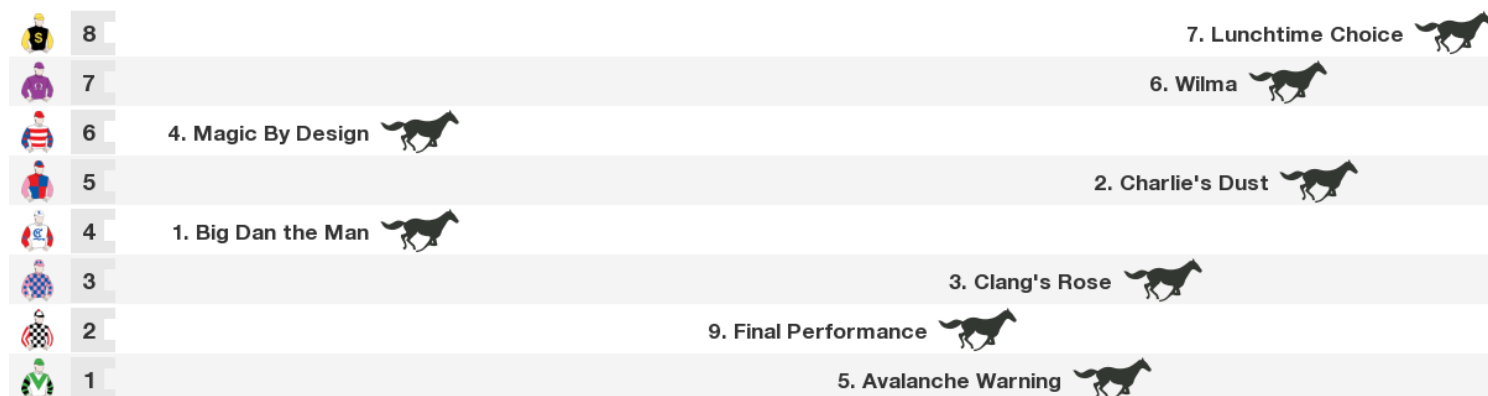 S 8 7. Lunchtime Choice
7 6. Wilma
6 4. Magic By Design
5 2. Charlie's Dust
4 1. Big Dan the Man
3 3. Clang's Rose
2 9. Final Performance
1 5. Avalanche Warning